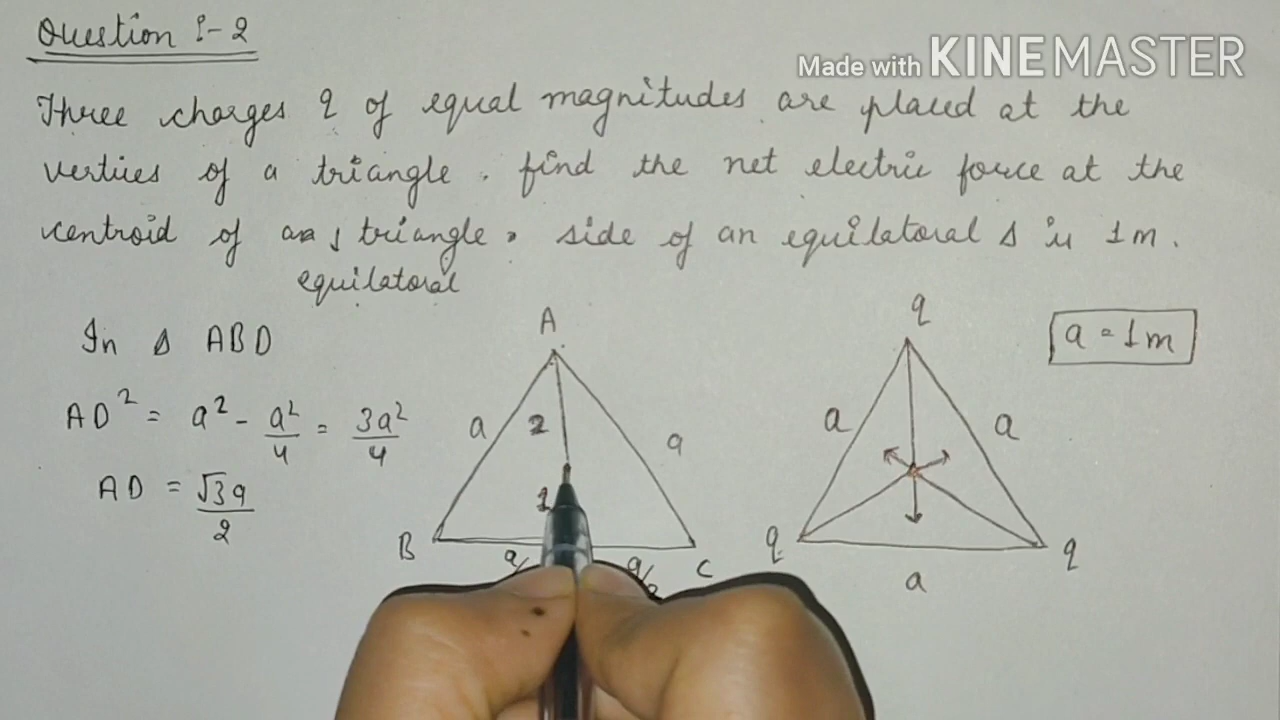 Question :- 2
Made with KINEMASTER
Three charges q of equal magnitudes are placed at the
vertices of a triangle. find the net electric force at the
centroid of an triangle. side of an equilatoral Δ is 1m.
equilatoral
In Δ ABD
AD² = a² - a²/4 = 3a²/4
AD = √3a/2
A
a
2
a
1
B
C
q
a
a
q
q
a
a = 1m